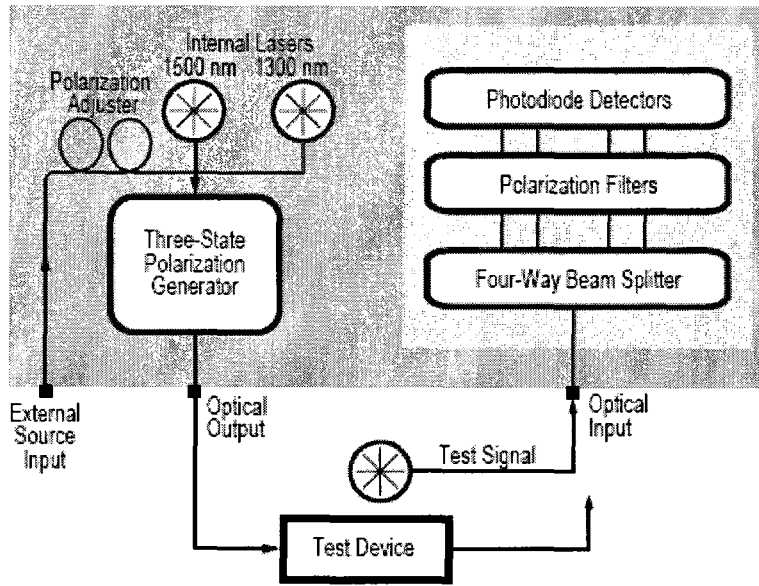 Internal Lasers
1500 nm 1300 nm
Polarization
Adjuster
Three-State
Polarization
Generator
Photodiode Detectors
Polarization Filters
Four-Way Beam Splitter
External
Source
Input
Optical
Output
Optical
Input
Test Signal
Test Device